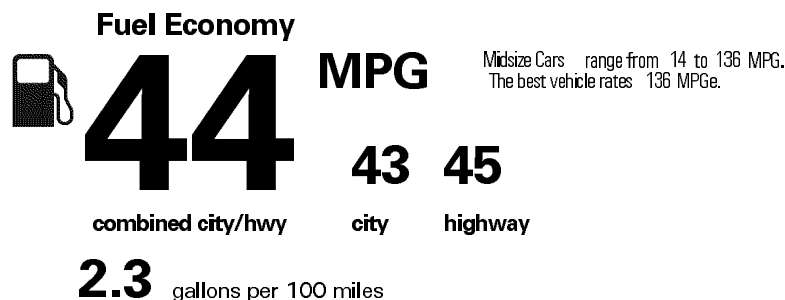 Fuel Economy
44 MPG
Midsize Cars range from 14 to 136 MPG.
The best vehicle rates 136 MPGe.
43 45
combined city/hwy city highway
2.3 gallons per 100 miles